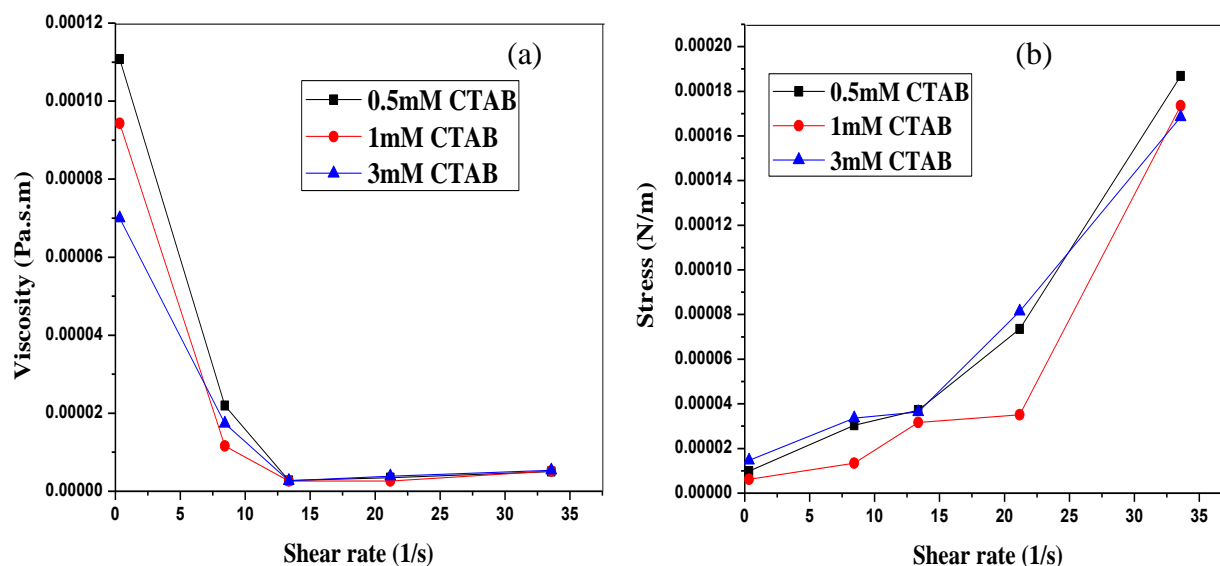 (a)
0.00012
0.00010
0.00008
0.00006
0.00004
0.00002
0.00000
Viscosity (Pa.s.m)
0.5mM CTAB
1mM CTAB
3mM CTAB
0 5 10 15 20 25 30 35
Shear rate (1/s)
(b)
0.00020
0.00018
0.00016
0.00014
0.00012
0.00010
0.00008
0.00006
0.00004
0.00002
0.00000
Stress (N/m)
0.5mM CTAB
1mM CTAB
3mM CTAB
0 5 10 15 20 25 30 35
Shear rate (1/s)